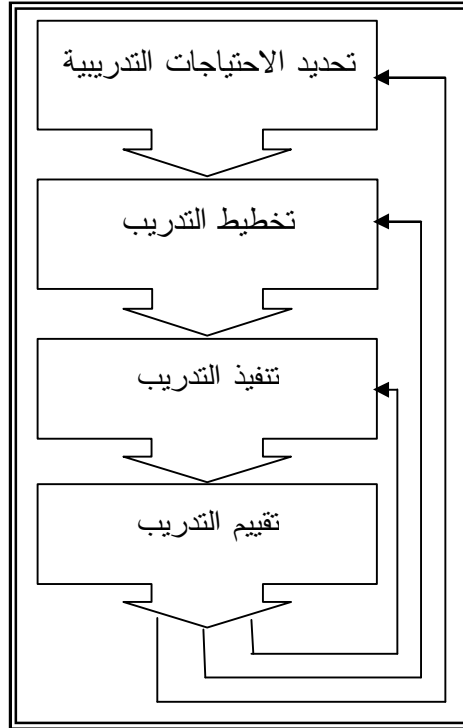 تحديد الاحتياجات التدريبية
تخطيط التدريب
تنفيذ التدريب
تقييم التدريب